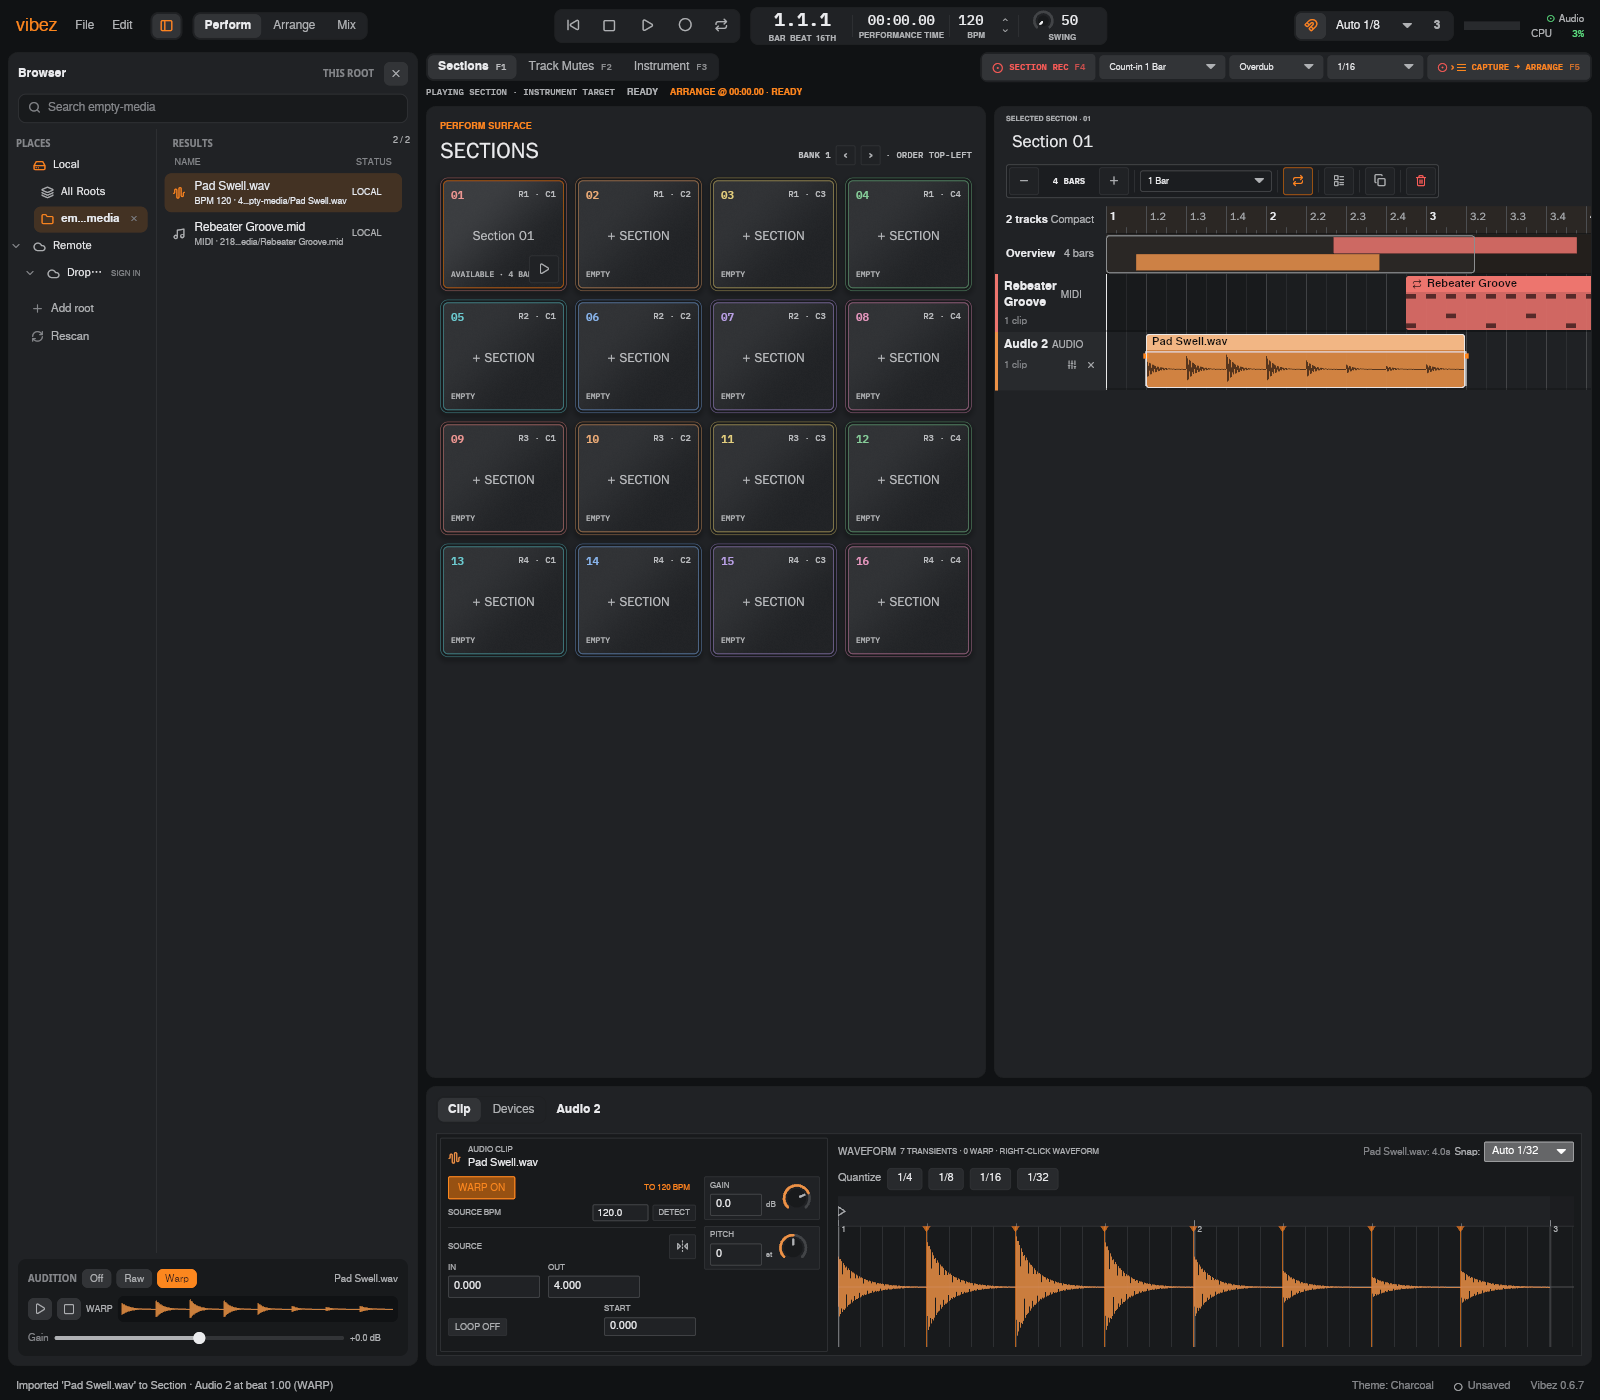 vibez File Edit Perform Arrange Mix
1.1.1 BAR BEAT 16TH 00:00.00 PERFORMANCE TIME 120 BPM 50 SWING
Auto 1/8 3 Audio CPU 3%
Browser THIS ROOT
Search empty-media
PLACES
Local
All Roots
em...media ×
Remote
Drop··· SIGN IN
Add root
Rescan
RESULTS 2/2
NAME STATUS
Pad Swell.wav LOCAL
BPM 120 · 4...pty-media/Pad Swell.wav
Rebeater Groove.mid LOCAL
MIDI · 218...edia/Rebeater Groove.mid
AUDITION Off Raw Warp Pad Swell.wav
WARP
Gain +0.0 dB
Sections F1 Track Mutes F2 Instrument F3
SECTION REC F4 Count-in 1 Bar Overdub 1/16 CAPTURE → ARRANGE F5
PLAYING SECTION · INSTRUMENT TARGET READY ARRANGE @ 00:00.00 · READY
PERFORM SURFACE
SECTIONS BANK 1 ‹ › · ORDER TOP-LEFT
01 R1 · C1 02 R1 · C2 03 R1 · C3 04 R1 · C4
Section 01 + SECTION + SECTION + SECTION
AVAILABLE · 4 BA EMPTY EMPTY EMPTY
05 R2 · C1 06 R2 · C2 07 R2 · C3 08 R2 · C4
+ SECTION + SECTION + SECTION + SECTION
EMPTY EMPTY EMPTY EMPTY
09 R3 · C1 10 R3 · C2 11 R3 · C3 12 R3 · C4
+ SECTION + SECTION + SECTION + SECTION
EMPTY EMPTY EMPTY EMPTY
13 R4 · C1 14 R4 · C2 15 R4 · C3 16 R4 · C4
+ SECTION + SECTION + SECTION + SECTION
EMPTY EMPTY EMPTY EMPTY
SELECTED SECTION · 01
Section 01
− 4 BARS + 1 Bar
2 tracks Compact 1 1.2 1.3 1.4 2 2.2 2.3 2.4 3 3.2 3.3 3.4
Overview 4 bars
Rebeater Groove MIDI
1 clip
Rebeater Groove
Audio 2 AUDIO
1 clip
Pad Swell.wav
Clip Devices Audio 2
AUDIO CLIP
Pad Swell.wav
WARP ON TO 120 BPM
SOURCE BPM 120.0 DETECT
SOURCE
IN OUT
0.000 4.000
START
LOOP OFF 0.000
GAIN
0.0 dB
PITCH
0 st
WAVEFORM 7 TRANSIENTS · 0 WARP · RIGHT-CLICK WAVEFORM Pad Swell.wav: 4.0s Snap: Auto 1/32
Quantize 1/4 1/8 1/16 1/32
1 2 3
Imported 'Pad Swell.wav' to Section · Audio 2 at beat 1.00 (WARP) Theme: Charcoal Unsaved Vibez 0.6.7